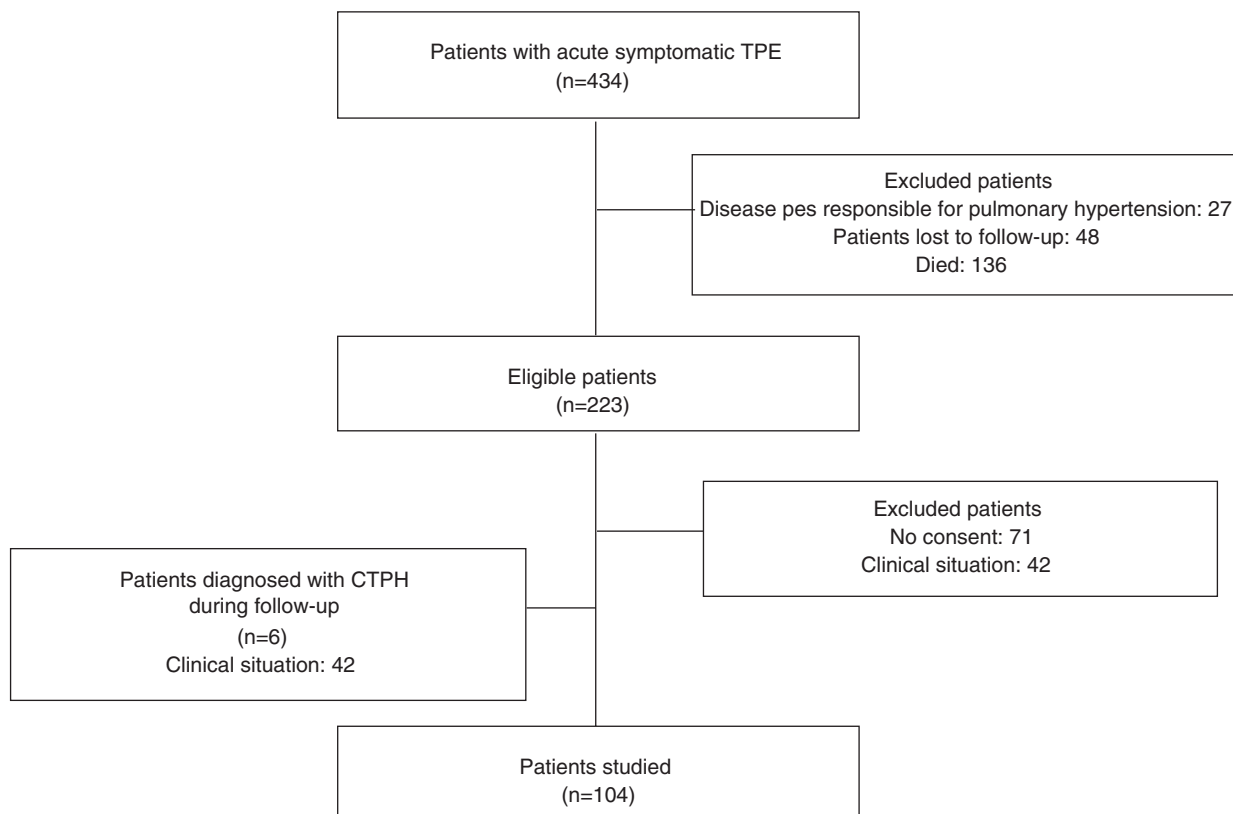 Patients with acute symptomatic TPE
(n=434)
Excluded patients
Disease pes responsible for pulmonary hypertension: 27
Patients lost to follow-up: 48
Died: 136
Eligible patients
(n=223)
Excluded patients
No consent: 71
Clinical situation: 42
Patients diagnosed with CTPH
during follow-up
(n=6)
Clinical situation: 42
Patients studied
(n=104)